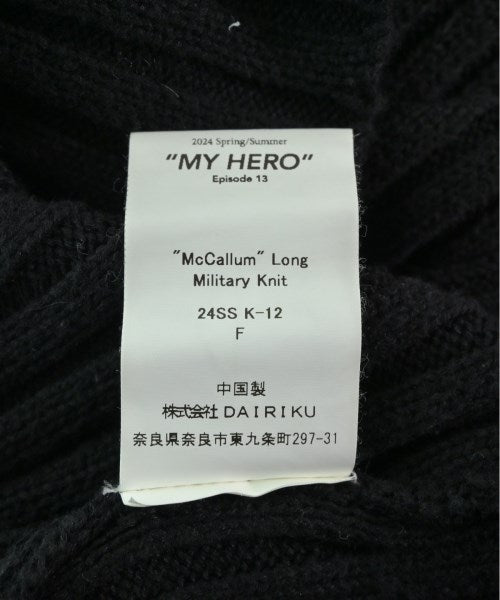 2024 Spring/Summer
"MY HERO"
Episode 13
"McCallum" Long
Military Knit
24SS K-12
F
中国製
株式会社 DAIRIKU
奈良県奈良市東九条町297-31